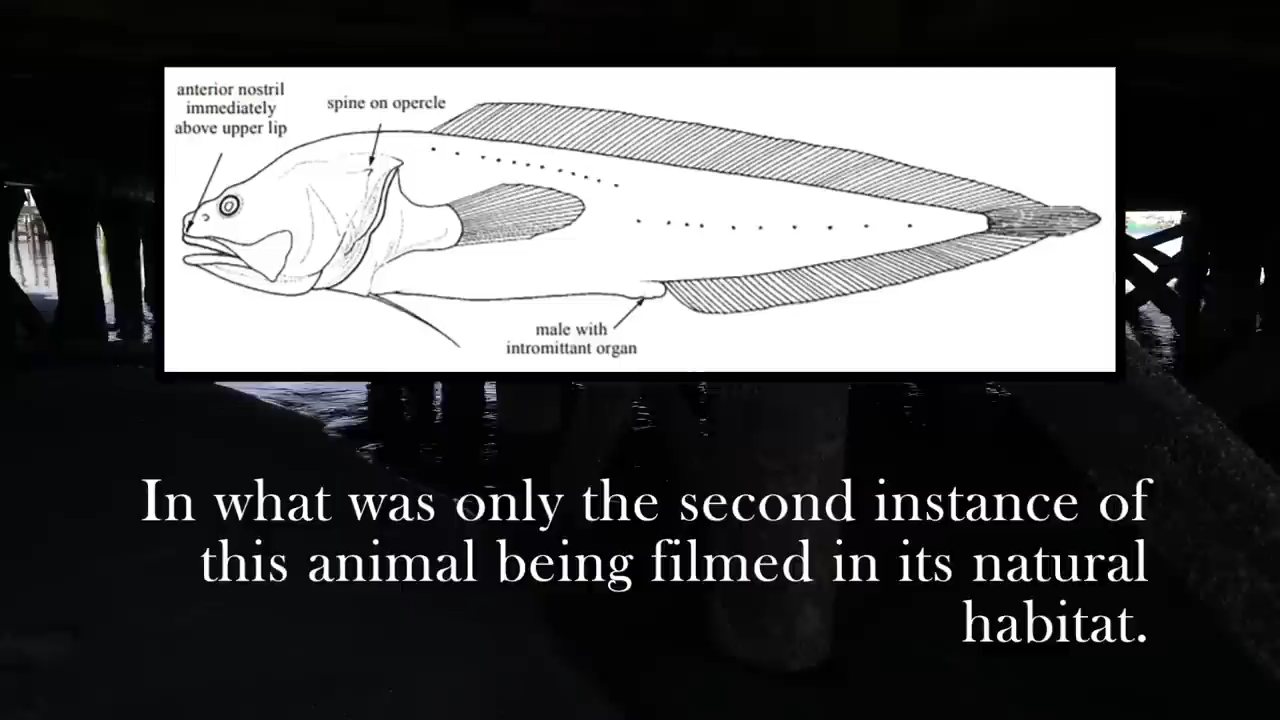 anterior nostril
immediately
above upper lip
spine on opercle
male with
intromittant organ
In what was only the second instance of
this animal being filmed in its natural
habitat.